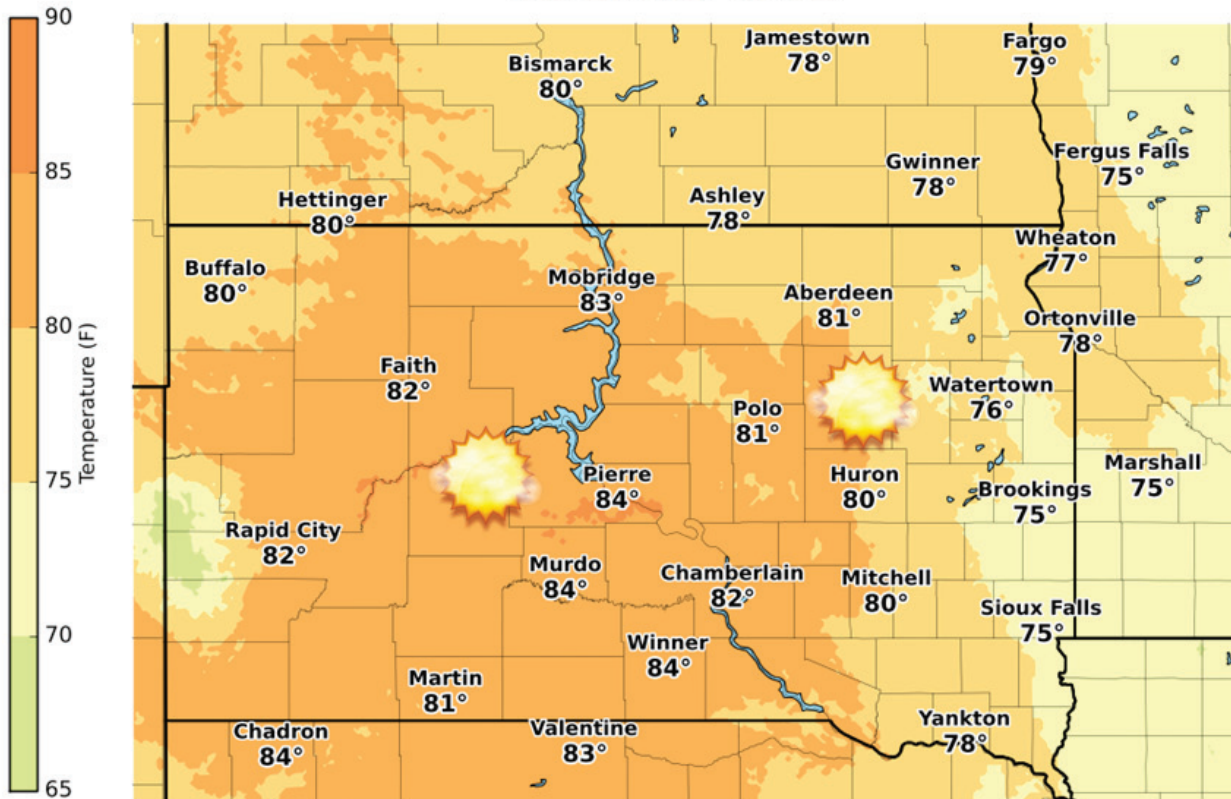 90
85
80
75
70
65
Temperature (F)
Bismarck
80°
Jamestown
78°
Fargo
79°
Hettinger
80°
Ashley
78°
Gwinner
78°
Fergus Falls
75°
Buffalo
80°
Mobridge
83°
Aberdeen
81°
Wheaton
77°
Ortonville
78°
Faith
82°
Polo
81°
Watertown
76°
Pierre
84°
Huron
80°
Brookings
75°
Marshall
75°
Rapid City
82°
Murdo
84°
Chamberlain
82°
Mitchell
80°
Sioux Falls
75°
Winner
84°
Martin
81°
Chadron
84°
Valentine
83°
Yankton
78°